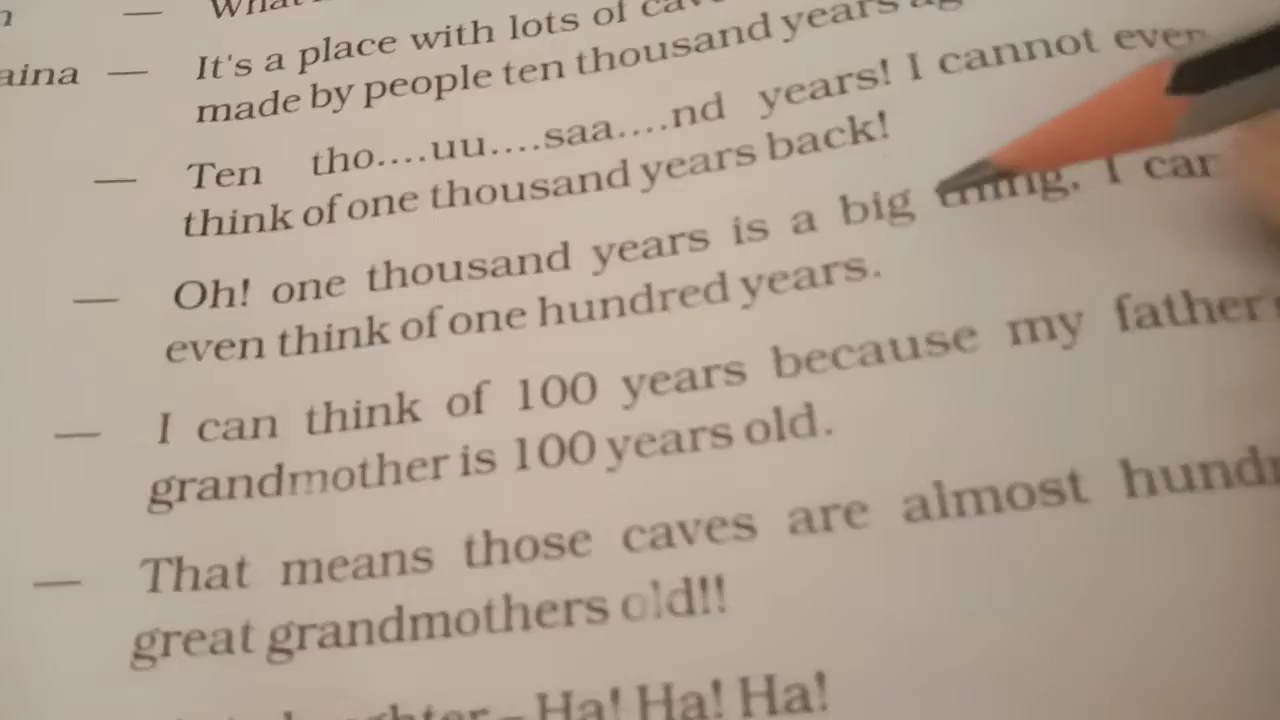 — What
It's a place with lots of
aina — made by people ten thousand years
— Ten tho....uu....saa....nd years! I cannot even
think of one thousand years back!
— Oh! one thousand years is a big thing. I
even think of one hundred years.
— I can think of 100 years because my father's
grandmother is 100 years old.
— That means those caves are almost
great grandmothers old!!
Ha! Ha! Ha!